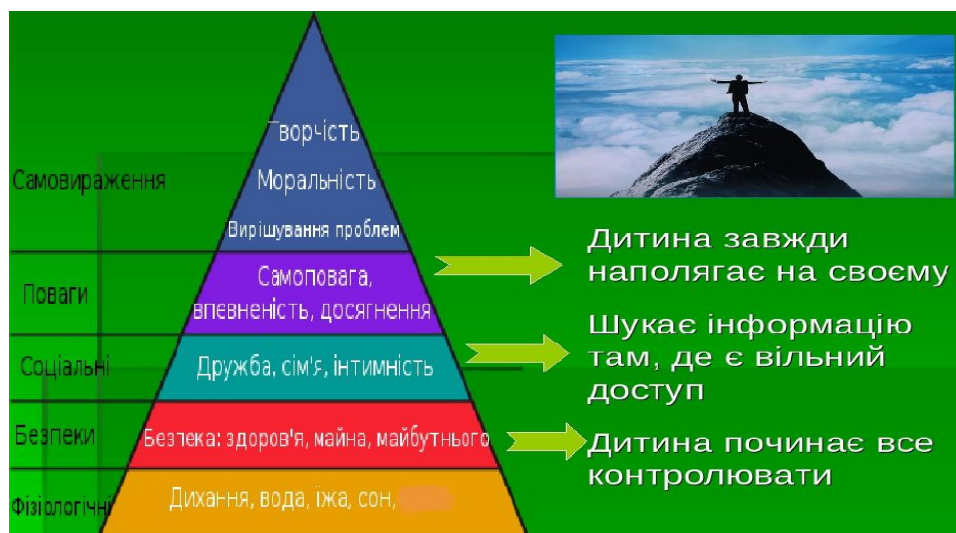 Творчість
Самовираження
Моральність
Вирішування проблем
Поваги
Самоповага,
впевненість, досягнення
Соціальні
Дружба, сім'я, інтимність
Безпеки
Безпека: здоров'я, майна, майбутнього
Фізіологічні
Дихання, вода, їжа, сон,
Дитина завжди
наполягає на своєму
Шукає інформацію
там, де є вільний
доступ
Дитина починає все
контролювати